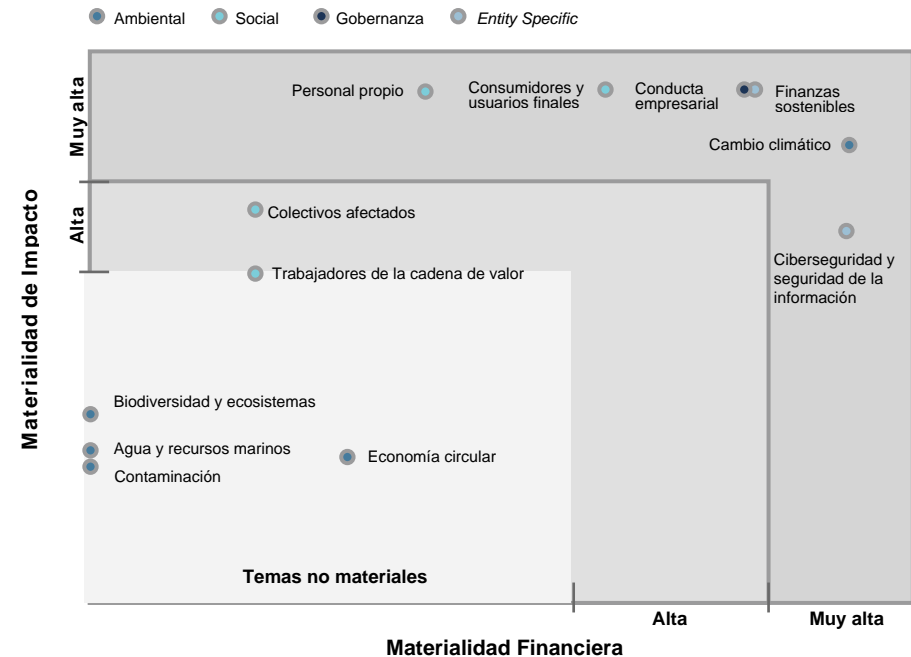 Ambiental
Social
Gobernanza
Entity Specific
Materialidad de Impacto
Muy alta
Alta
Personal propio
Consumidores y
usuarios finales
Conducta
empresarial
Finanzas
sostenibles
Cambio climático
Colectivos afectados
Ciberseguridad y
seguridad de la
información
Trabajadores de la cadena de valor
Biodiversidad y ecosistemas
Agua y recursos marinos
Contaminación
Economía circular
Temas no materiales
Alta
Muy alta
Materialidad Financiera